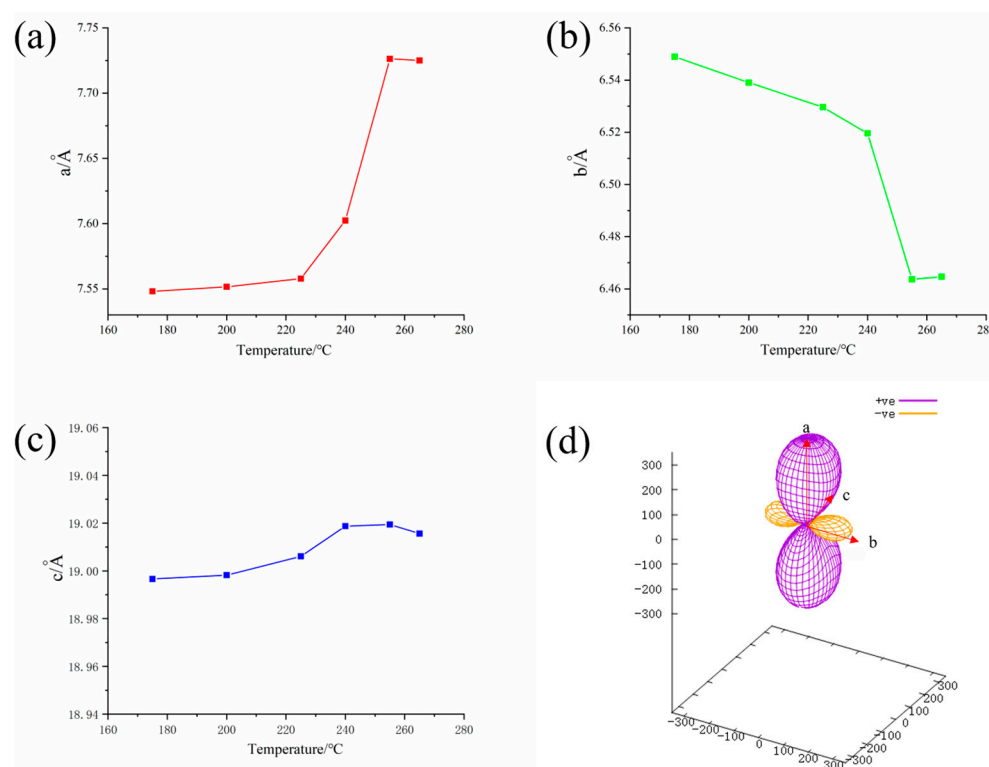 (a)
7.75
7.70
7.65
7.60
7.55
a/Å
160 180 200 220 240 260 280
Temperature/℃
(b)
6.56
6.54
6.52
6.50
6.48
6.46
b/Å
160 180 200 220 240 260 280
Temperature/℃
(c)
19.06
19.04
19.02
19.00
18.98
18.96
18.94
c/Å
160 180 200 220 240 260 280
Temperature/℃
(d)
+ve
-ve
a
c
b
300
200
100
0
-100
-200
-300
-300 -200 -100 0 100 200 300
-300 -200 -100 0 100 200 300